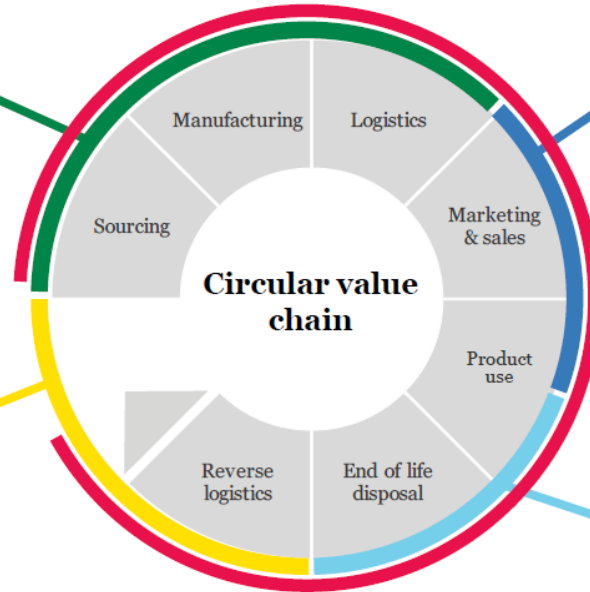 Manufacturing
Logistics
Sourcing
Marketing
& sales
Circular value
chain
Product
use
Reverse
logistics
End of life
disposal